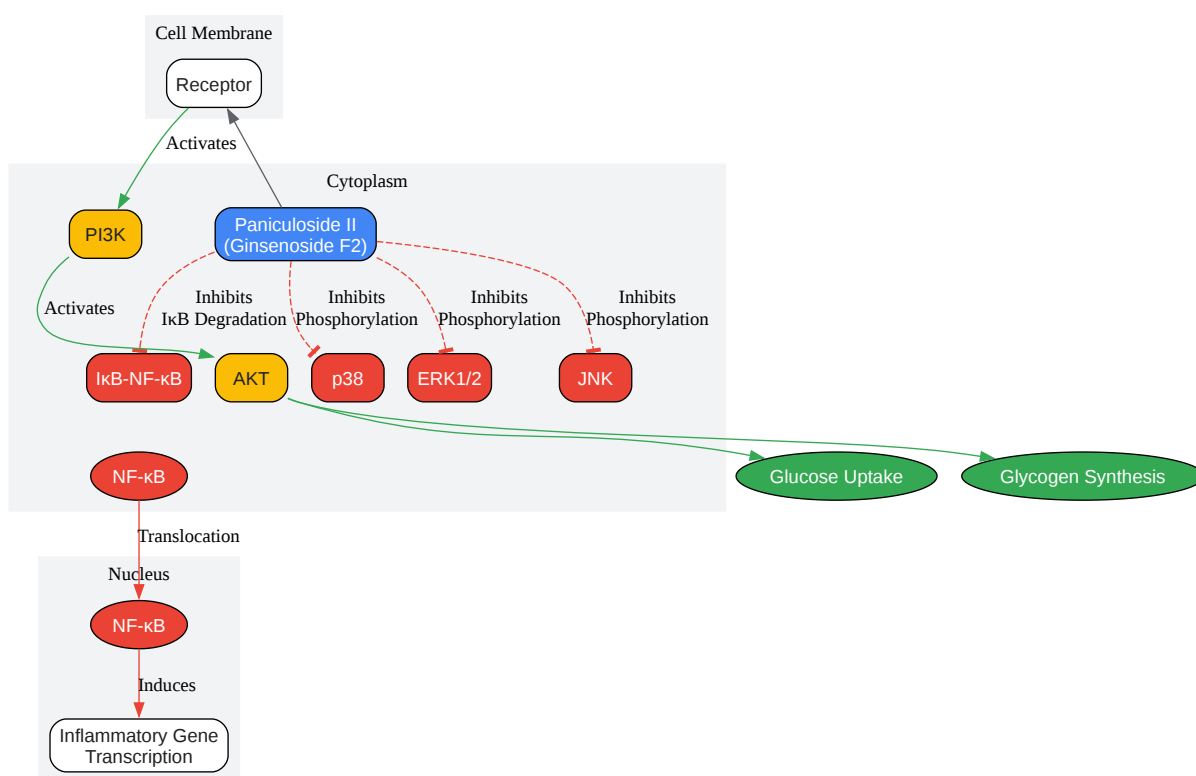 Cell Membrane
Receptor
Activates
Cytoplasm
PI3K
Paniculoside II
(Ginsenoside F2)
Activates
Inhibits
IκB Degradation
Inhibits
Phosphorylation
Inhibits
Phosphorylation
Inhibits
Phosphorylation
IκB-NF-κB
AKT
p38
ERK1/2
JNK
NF-κB
Glucose Uptake
Glycogen Synthesis
Translocation
Nucleus
NF-κB
Induces
Inflammatory Gene
Transcription